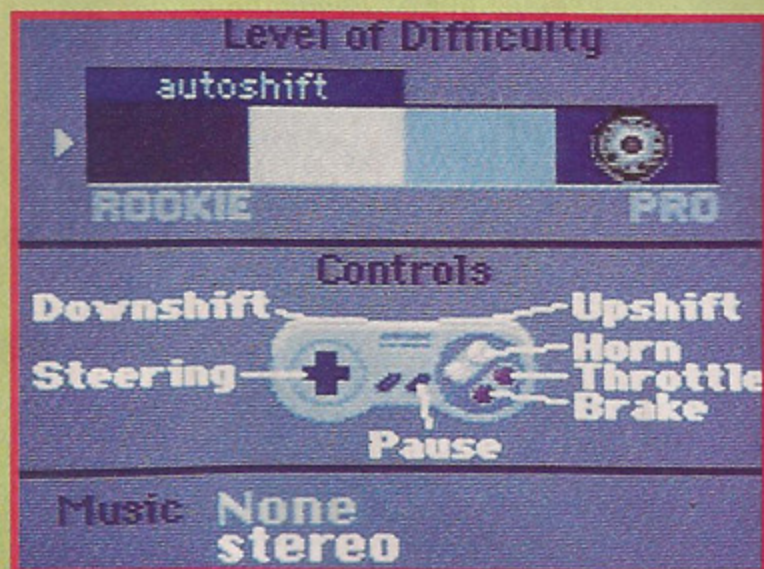 Level of Difficulty
autoshift
ROOKIE PRO
Controls
Downshift Upshift
Steering Horn
Throttle
Brake
Pause
Music None
stereo